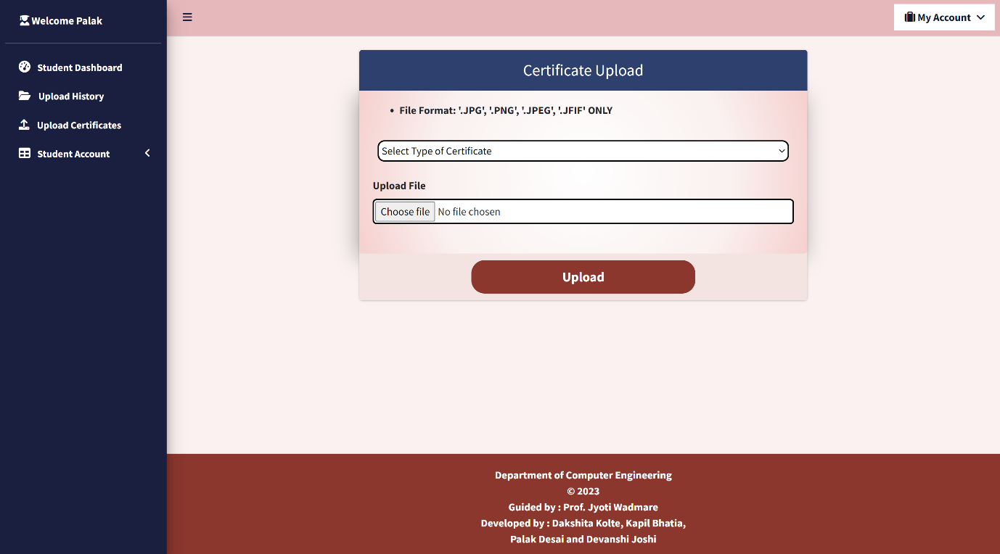 Welcome Palak
My Account
Student Dashboard
Upload History
Upload Certificates
Student Account
Certificate Upload
• File Format: '.JPG', '.PNG', '.JPEG', '.JFIF' ONLY
Select Type of Certificate
Upload File
Choose file No file chosen
Upload
Department of Computer Engineering
© 2023
Guided by : Prof. Jyoti Wadmare
Developed by : Dakshita Kolte, Kapil Bhatia,
Palak Desai and Devanshi Joshi